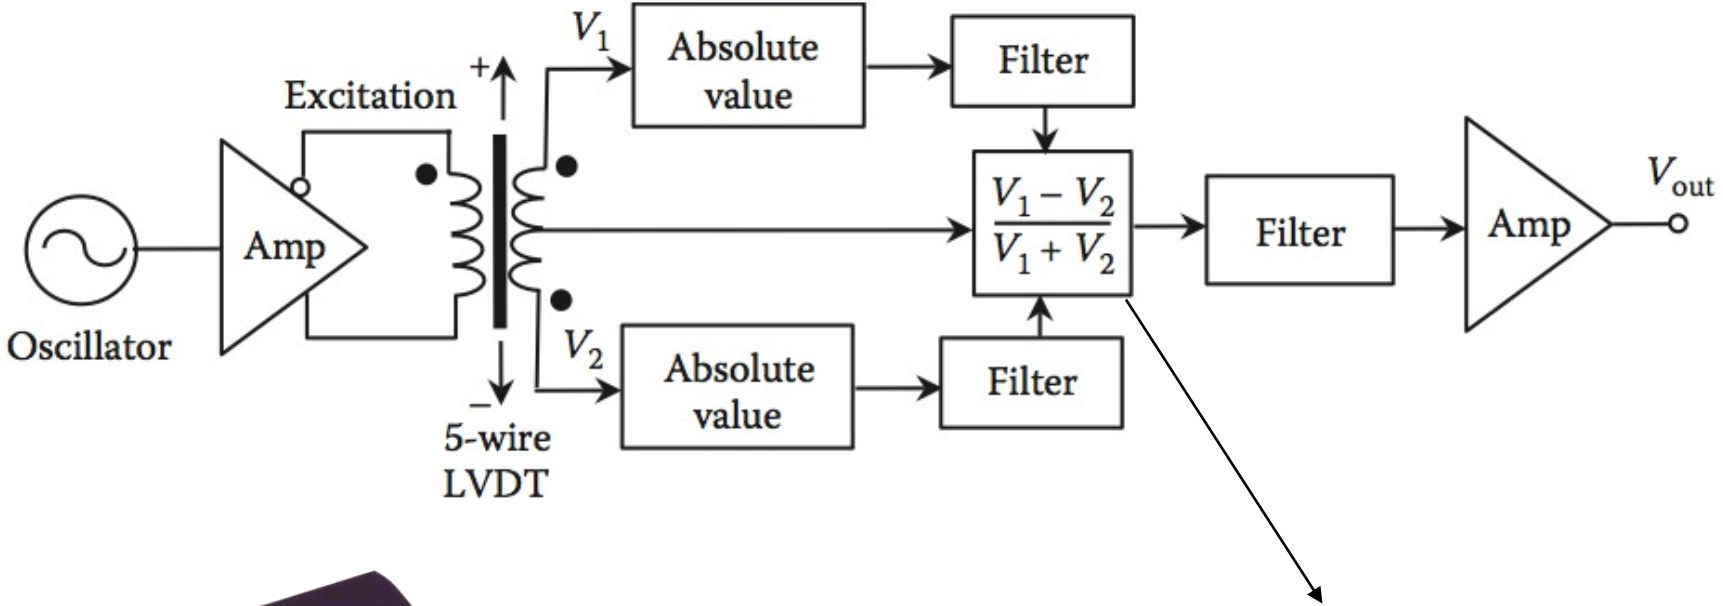 V1
Absolute
value
Filter
+
Excitation
Amp
Oscillator
V1 − V2
V1 + V2
Filter
Amp
Vout
V2
Absolute
value
Filter
−
5-wire
LVDT